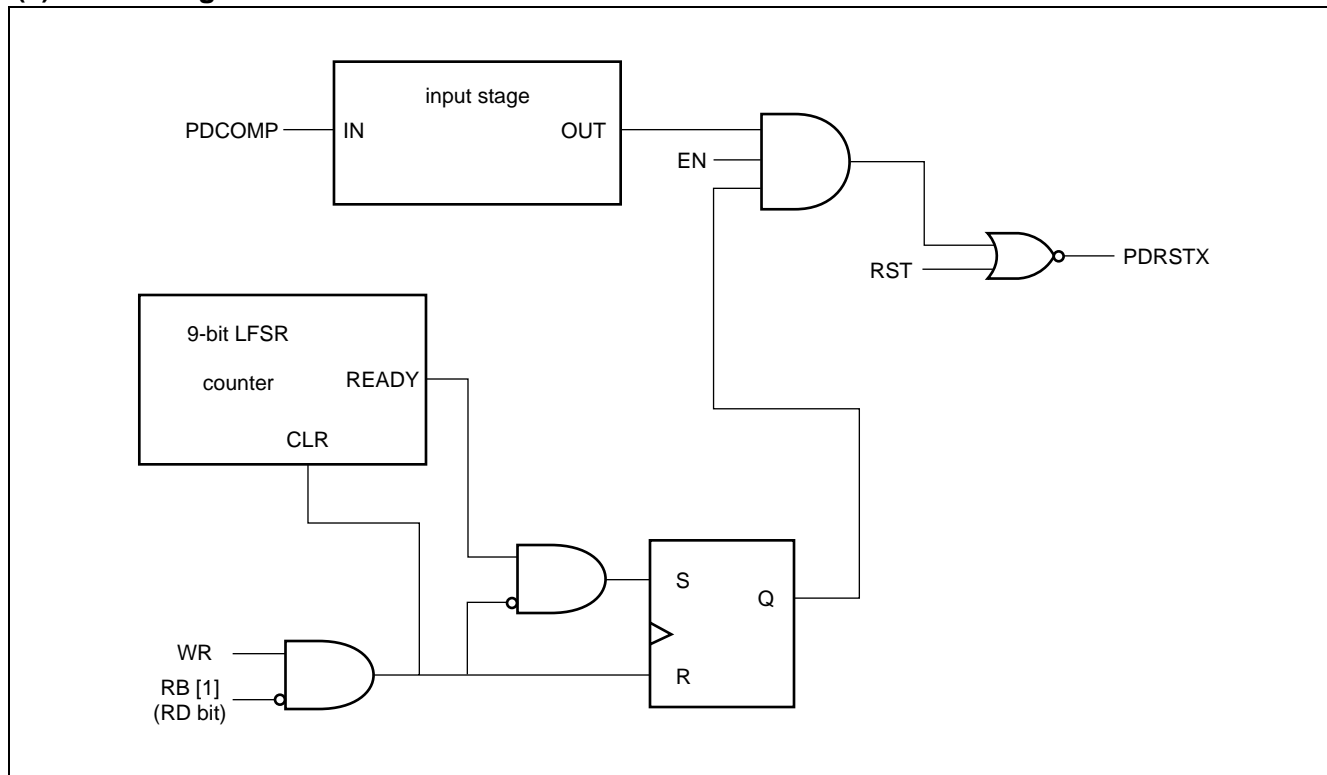 input stage
PDCOMP
IN
OUT
EN
RST
PDRSTX
9-bit LFSR
counter
READY
CLR
S
Q
R
WR
RB [1]
(RD bit)